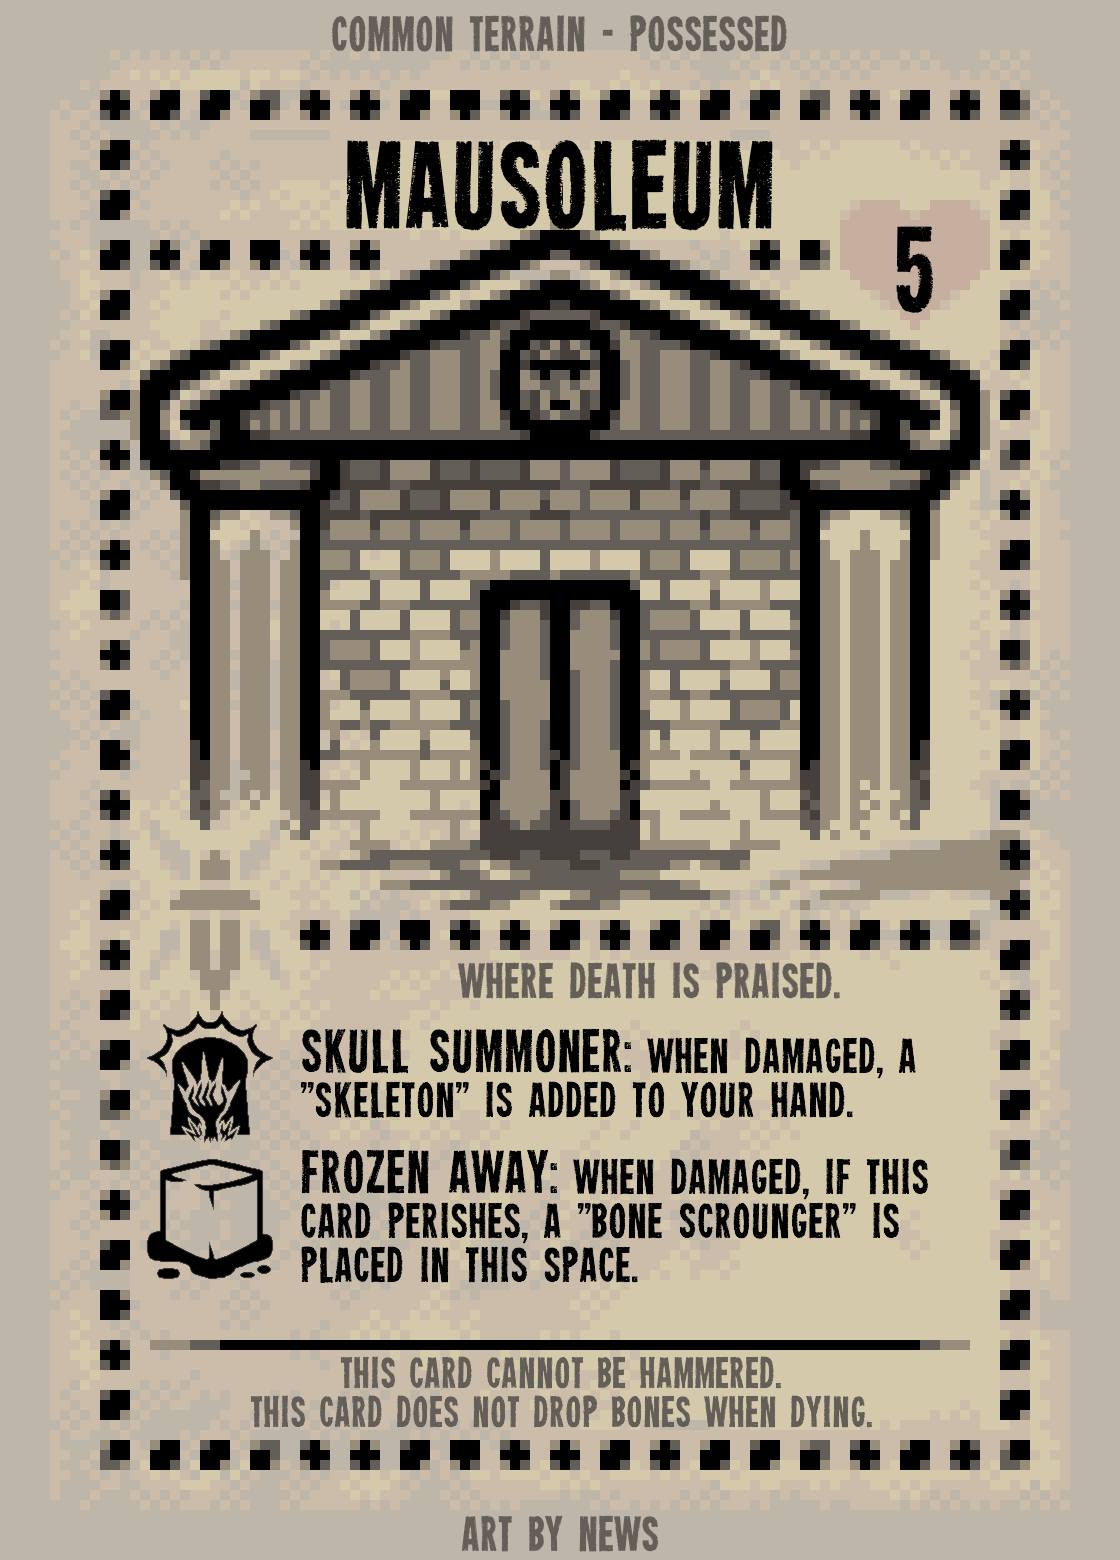 COMMON TERRAIN - POSSESSED
MAUSOLEUM
5
WHERE DEATH IS PRAISED.
SKULL SUMMONER: WHEN DAMAGED, A
"SKELETON" IS ADDED TO YOUR HAND.
FROZEN AWAY: WHEN DAMAGED, IF THIS
CARD PERISHES, A "BONE SCROUNGER" IS
PLACED IN THIS SPACE.
THIS CARD CANNOT BE HAMMERED.
THIS CARD DOES NOT DROP BONES WHEN DYING.
ART BY NEWS